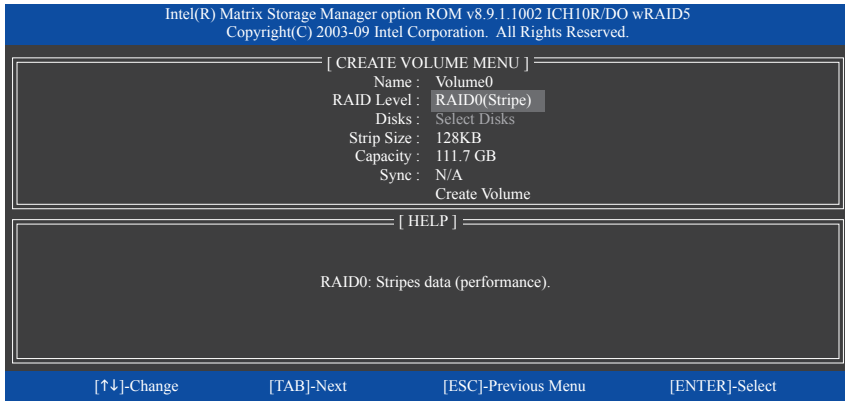 Intel(R) Matrix Storage Manager option ROM v8.9.1.1002 ICH10R/DO wRAID5
Copyright(C) 2003-09 Intel Corporation. All Rights Reserved.
[ CREATE VOLUME MENU ]
Name : Volume0
RAID Level : RAID0(Stripe)
Disks : Select Disks
Strip Size : 128KB
Capacity : 111.7 GB
Sync : N/A
Create Volume
[ HELP ]
RAID0: Stripes data (performance).
[↑↓]-Change [TAB]-Next [ESC]-Previous Menu [ENTER]-Select